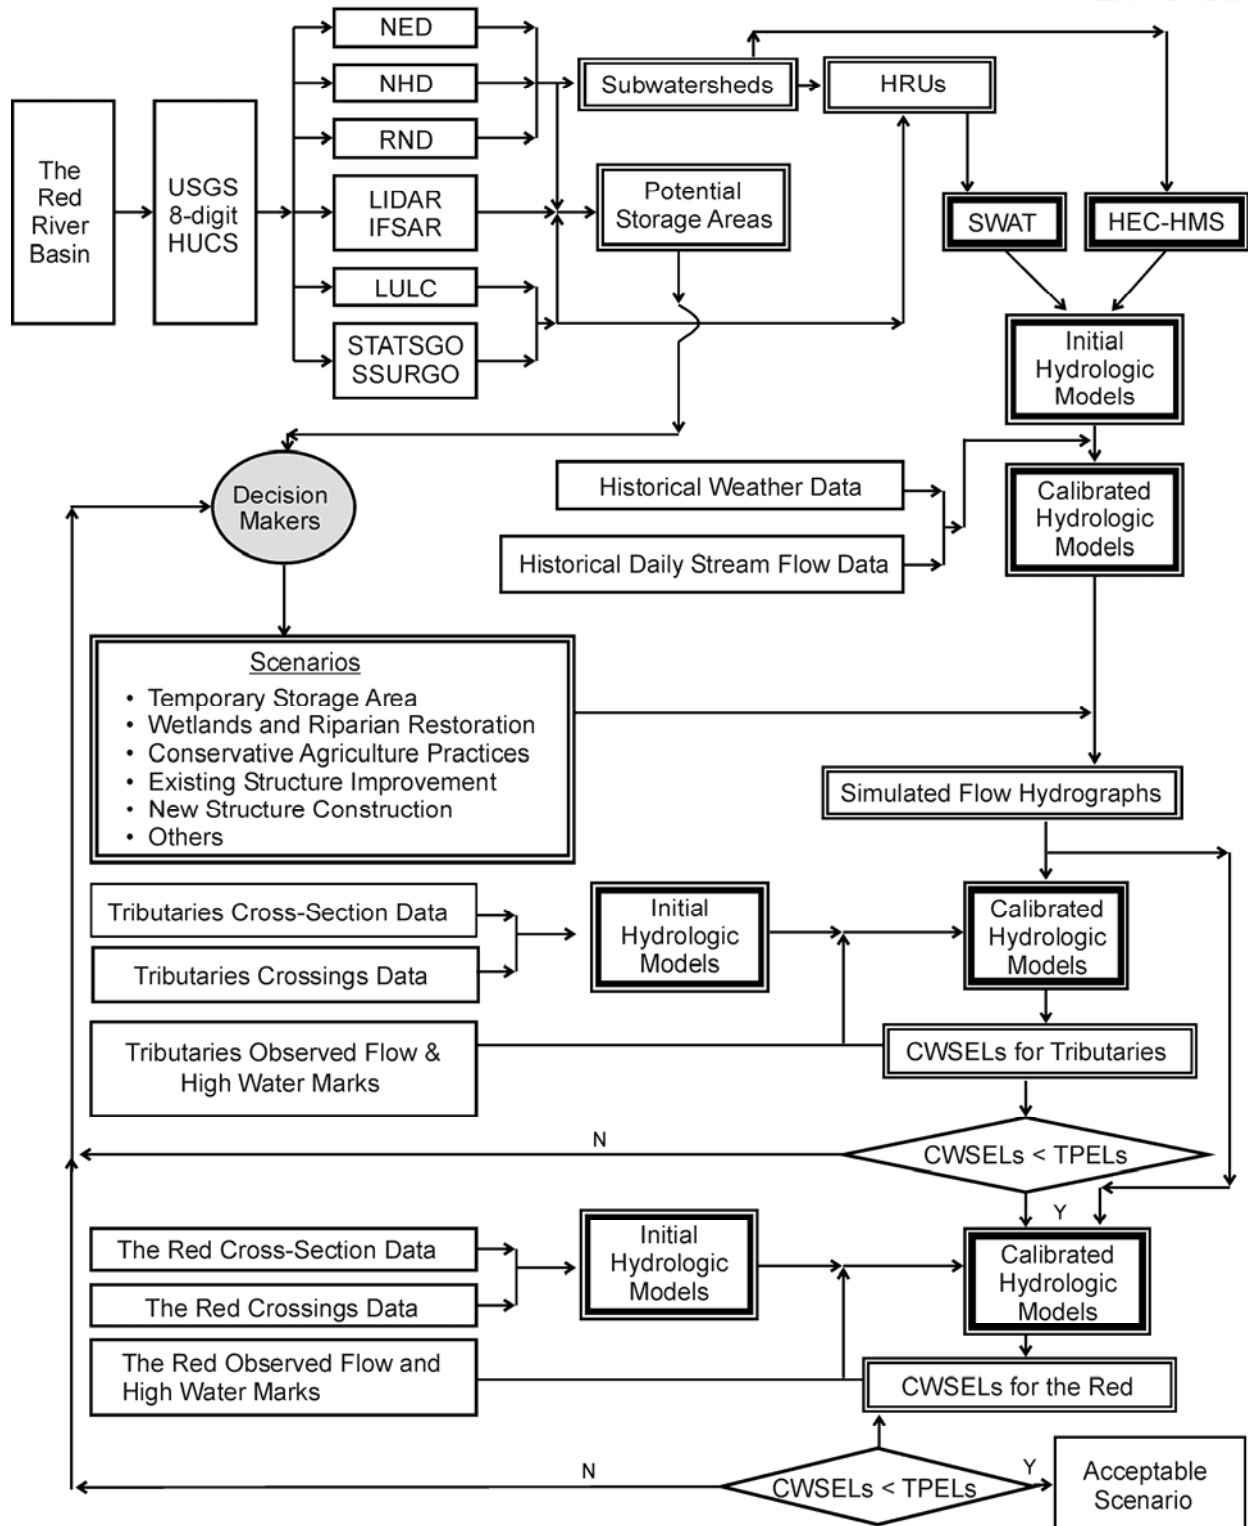 The
Red
River
Basin
USGS
8-digit
HUCS
NED
NHD
RND
LIDAR
IFSAR
LULC
STATSGO
SSURGO
Subwatersheds
HRUs
Potential
Storage Areas
SWAT
HEC-HMS
Initial
Hydrologic
Models
Decision
Makers
Historical Weather Data
Historical Daily Stream Flow Data
Calibrated
Hydrologic
Models
Scenarios
• Temporary Storage Area
• Wetlands and Riparian Restoration
• Conservative Agriculture Practices
• Existing Structure Improvement
• New Structure Construction
• Others
Simulated Flow Hydrographs
Tributaries Cross-Section Data
Tributaries Crossings Data
Initial
Hydrologic
Models
Calibrated
Hydrologic
Models
Tributaries Observed Flow &
High Water Marks
CWSELs for Tributaries
N
CWSELs < TPELs
Y
The Red Cross-Section Data
The Red Crossings Data
Initial
Hydrologic
Models
Calibrated
Hydrologic
Models
The Red Observed Flow and
High Water Marks
CWSELs for the Red
N
CWSELs < TPELs
Y
Acceptable
Scenario